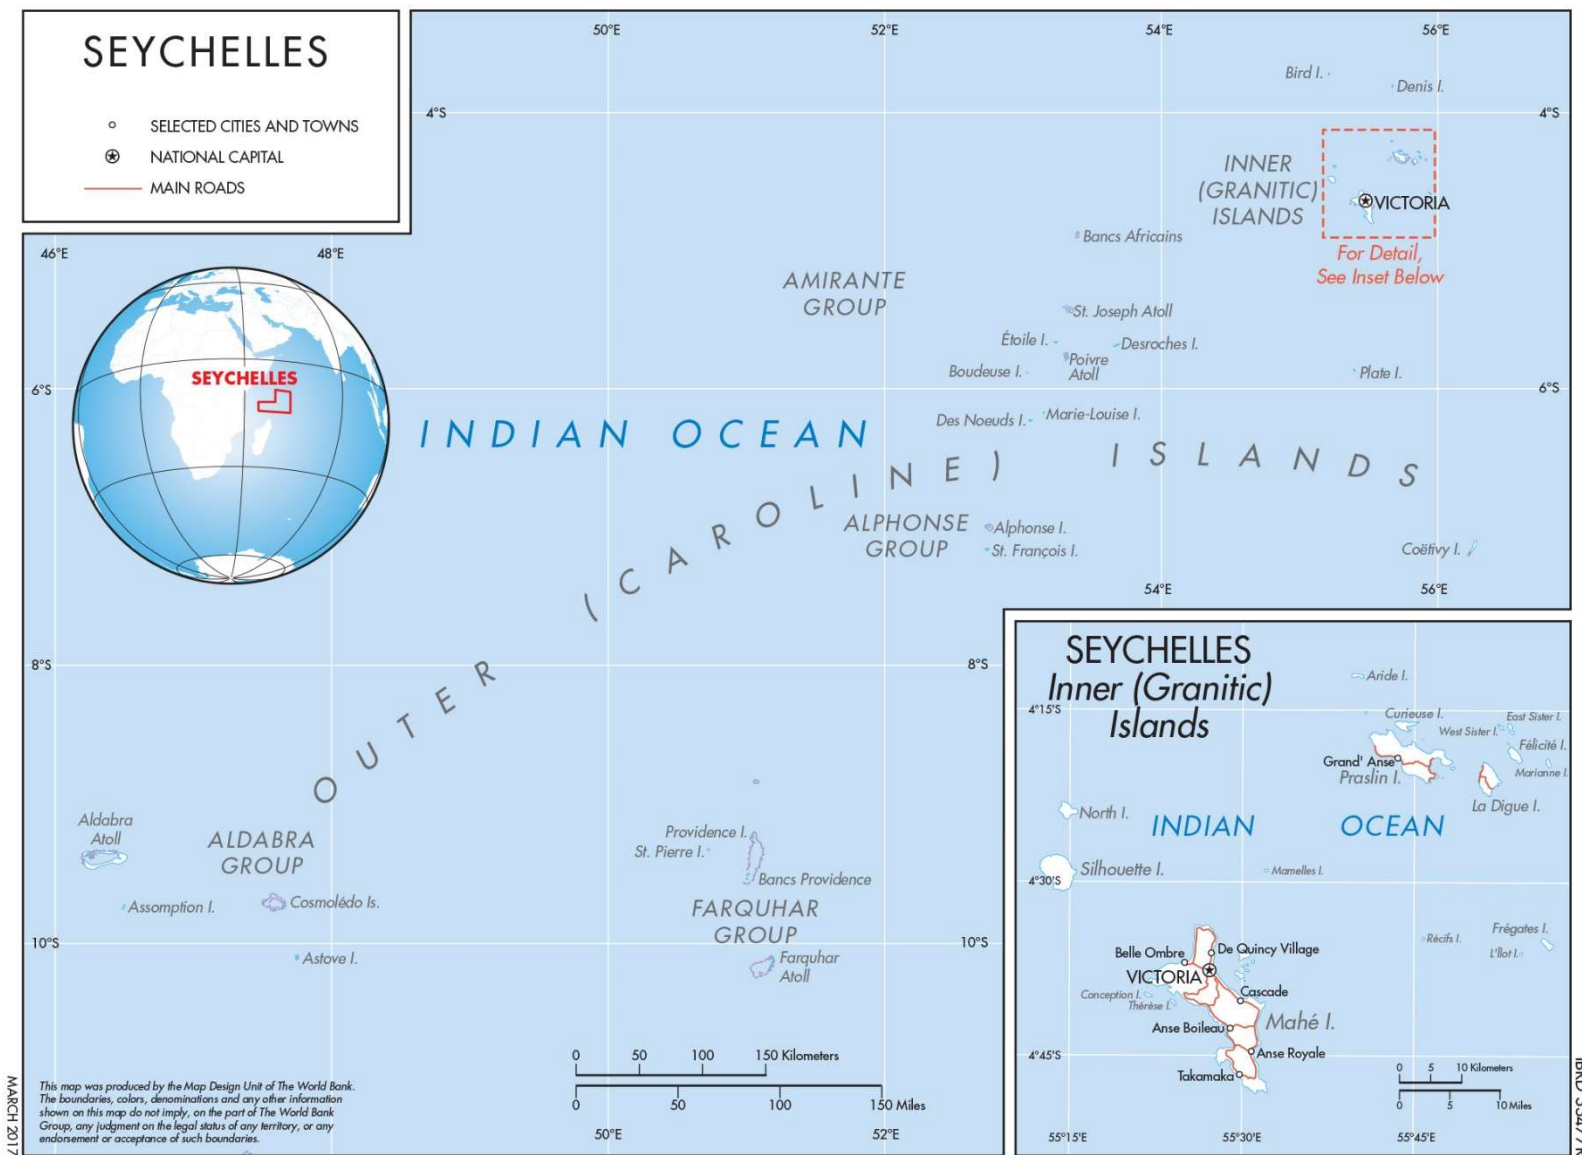 SEYCHELLES
SELECTED CITIES AND TOWNS
NATIONAL CAPITAL
MAIN ROADS
50°E
52°E
54°E
56°E
Bird I.
Denis I.
4°S
4°S
INNER
(GRANITIC)
ISLANDS
VICTORIA
For Detail,
See Inset Below
46°E
48°E
SEYCHELLES
Bancs Africains
AMIRANTE
GROUP
St. Joseph Atoll
Étoile I.
Desroches I.
Poivre
Atoll
Boudeuse I.
Plate I.
6°S
6°S
Des Noeuds I.
Marie-Louise I.
INDIAN OCEAN
OUTER (CAROLINE) ISLANDS
ALPHONSE
GROUP
Alphonse I.
St. François I.
Coëtivy I.
54°E
56°E
8°S
8°S
Aldabra
Atoll
ALDABRA
GROUP
Assomption I.
Cosmolédo Is.
Astove I.
Providence I.
St. Pierre I.
Bancs Providence
FARQUHAR
GROUP
Farquhar
Atoll
10°S
10°S
0 50 100 150 Kilometers
0 50 100 150 Miles
50°E
52°E
This map was produced by the Map Design Unit of The World Bank.
The boundaries, colors, denominations and any other information
shown on this map do not imply, on the part of The World Bank
Group, any judgment on the legal status of any territory, or any
endorsement or acceptance of such boundaries.
MARCH 2017
SEYCHELLES
Inner (Granitic)
Islands
Aride I.
4°15'S
Curieuse I.
East Sister I.
West Sister I.
Félicité I.
Grand' Anse
Praslin I.
Marianne I.
La Digue I.
North I.
INDIAN OCEAN
Silhouette I.
Mamelles I.
4°30'S
Frégates I.
Récifs I.
L'Îlot I.
Belle Ombre
De Quincy Village
VICTORIA
Conception I.
Thérèse I.
Cascade
Mahé I.
Anse Boileau
Anse Royale
4°45'S
Takamaka
0 5 10 Kilometers
0 5 10 Miles
55°15'E
55°30'E
55°45'E